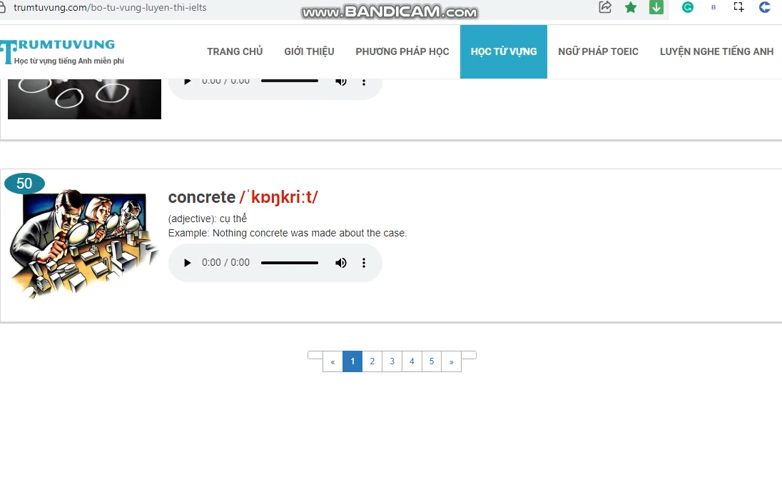 trumtuvung.com/bo-tu-vung-luyen-thi-ielts
www.BANDICAM.com
TRUMTUVUNG
Học từ vựng tiếng Anh miễn phí
TRANG CHỦ GIỚI THIỆU PHƯƠNG PHÁP HỌC HỌC TỪ VỰNG NGỮ PHÁP TOEIC LUYỆN NGHE TIẾNG ANH
0:00 / 0:00
50
concrete /ˈkɒŋkriːt/
(adjective): cụ thể
Example: Nothing concrete was made about the case.
0:00 / 0:00
« 1 2 3 4 5 »